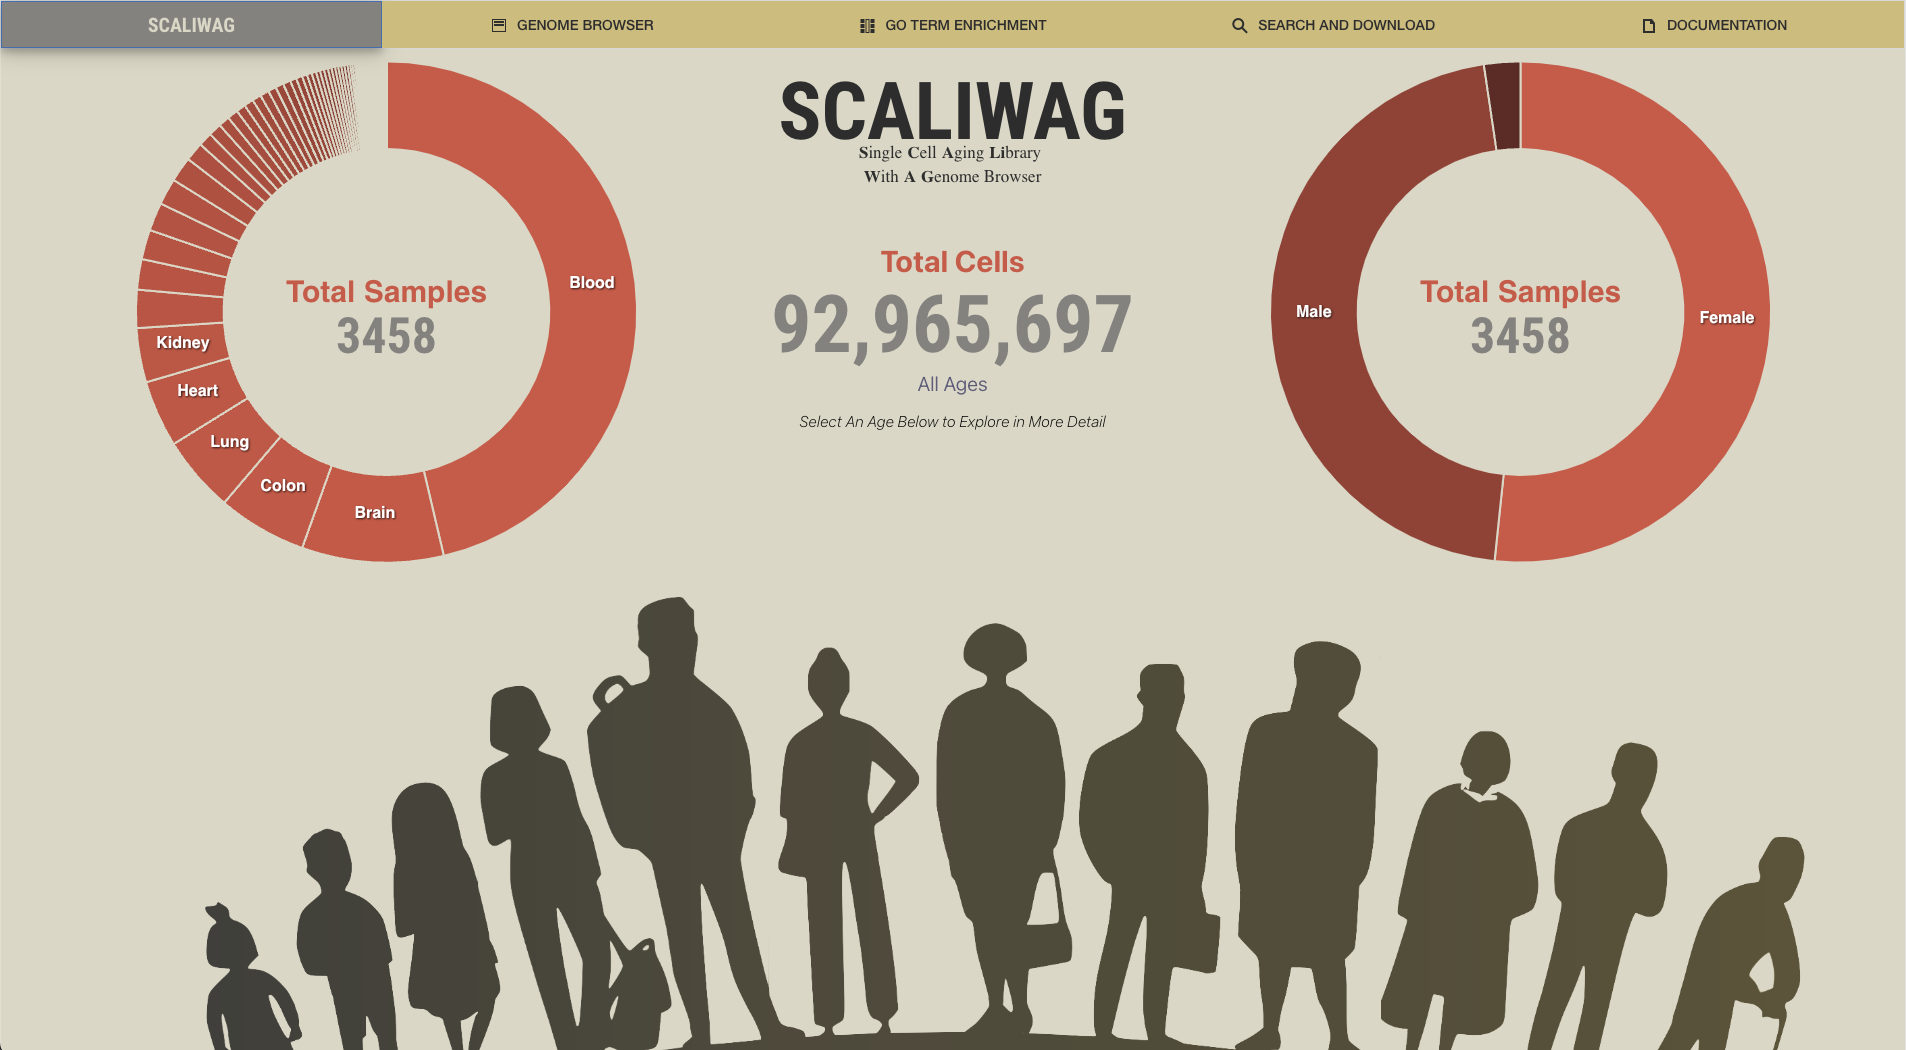 SCALIWAG
GENOME BROWSER
GO TERM ENRICHMENT
SEARCH AND DOWNLOAD
DOCUMENTATION
SCALIWAG
Single Cell Aging Library
With A Genome Browser
Total Samples
3458
Blood
Brain
Colon
Lung
Heart
Kidney
Total Cells
92,965,697
All Ages
Select An Age Below to Explore in More Detail
Total Samples
3458
Male
Female